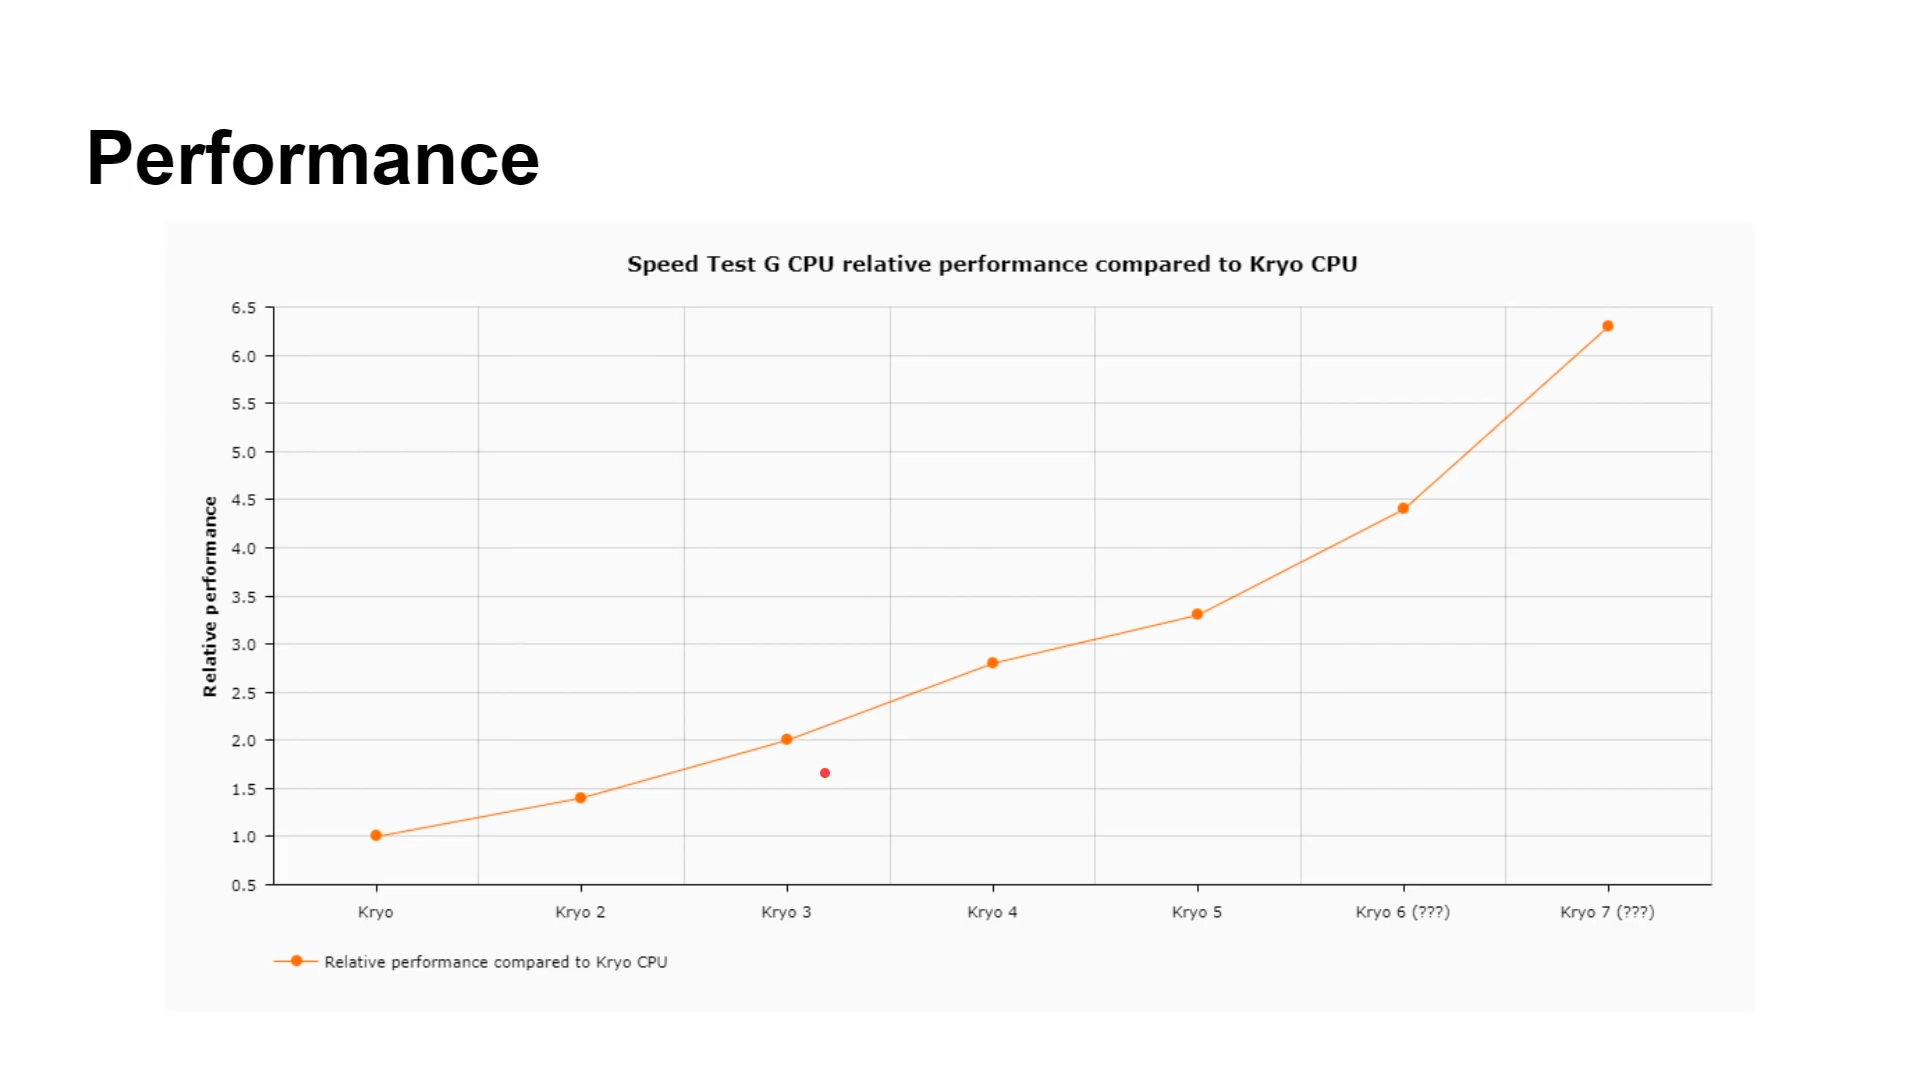 Performance
Speed Test G CPU relative performance compared to Kryo CPU
6.5
6.0
5.5
5.0
4.5
4.0
3.5
3.0
2.5
2.0
1.5
1.0
0.5
Relative performance
Kryo
Kryo 2
Kryo 3
Kryo 4
Kryo 5
Kryo 6 (???)
Kryo 7 (???)
Relative performance compared to Kryo CPU